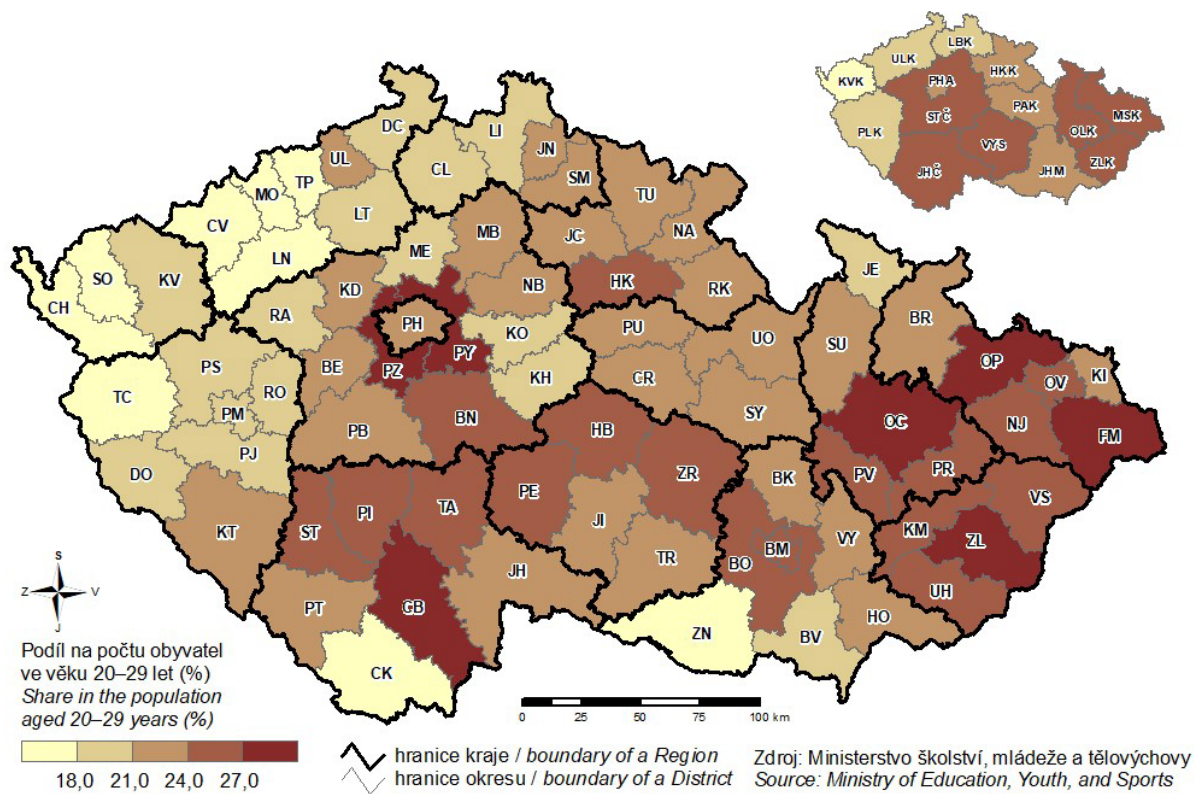 LBK
ULK
KVK
PHA
HKK
STČ
PAK
MSK
PLK
OLK
VYS
ZLK
JHČ
JHM
DC
LI
UL
JN
CL
TP
MO
SM
TU
CV
LT
MB
JC
NA
LN
ME
SO
KV
KD
NB
HK
RK
JE
CH
RA
BR
PH
KO
PU
UO
SU
PS
BE
PZ
PY
OP
OV
KI
TC
RO
KH
CR
PM
BN
SY
OC
NJ
FM
PB
HB
PJ
DO
ZR
PV
PR
BK
VS
ST
PI
TA
PE
KT
JI
KM
VY
ZL
BO
BM
TR
JH
UH
PT
CB
HO
ZN
BV
CK
S
Z V
J
Podíl na počtu obyvatel
ve věku 20–29 let (%)
Share in the population
aged 20–29 years (%)
18,0 21,0 24,0 27,0
0 25 50 75 100 km
hranice kraje / boundary of a Region
hranice okresu / boundary of a District
Zdroj: Ministerstvo školství, mládeže a tělovýchovy
Source: Ministry of Education, Youth, and Sports